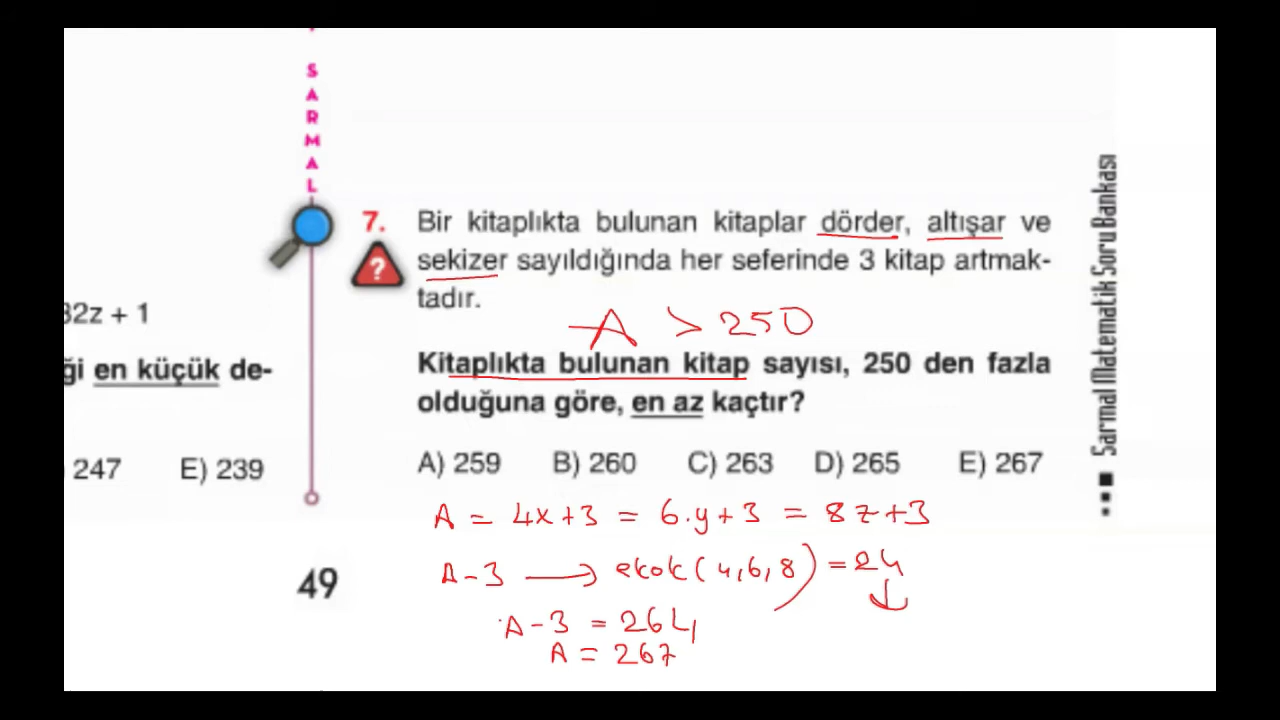 SARMAL
7. Bir kitaplıkta bulunan kitaplar dörder, altışar ve
sekizer sayıldığında her seferinde 3 kitap artmak-
tadır.
A > 250
Kitaplıkta bulunan kitap sayısı, 250 den fazla
olduğuna göre, en az kaçtır?
A) 259 B) 260 C) 263 D) 265 E) 267
A = 4x+3 = 6.y+3 = 8z+3
A-3 → ekok(4,6,8) = 24
A-3 = 264
A = 267
32z + 1
ği en küçük de-
247 E) 239
49
?
Sarmal Matematik Soru Bankası